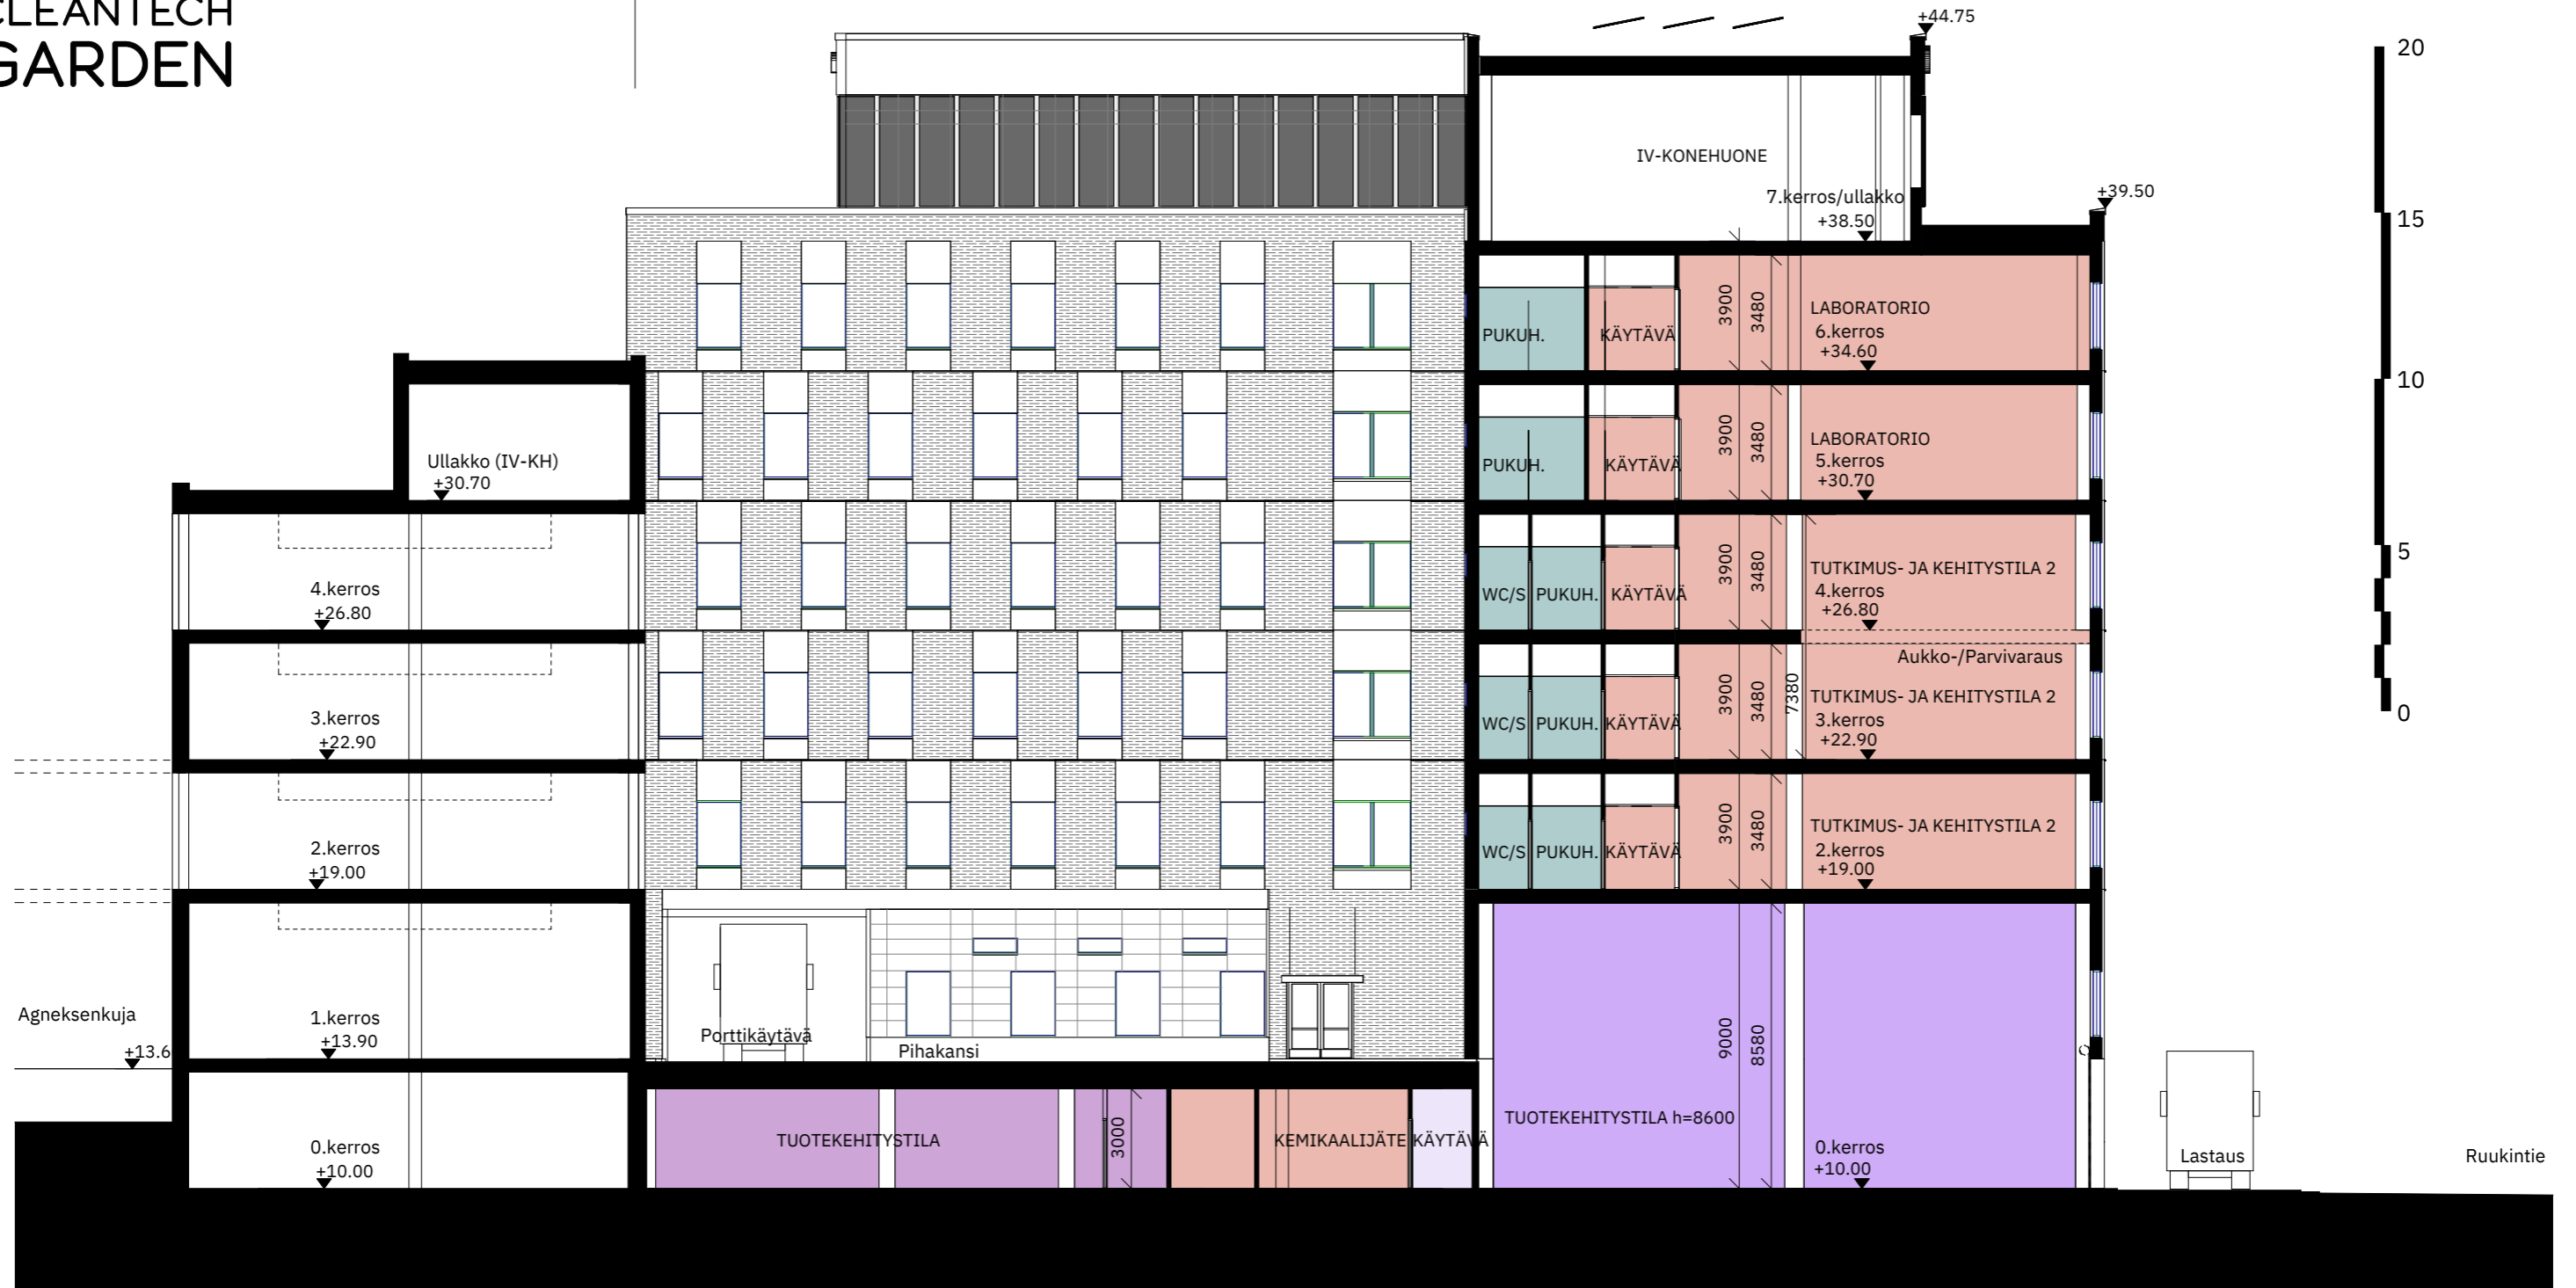 CLEANTECH
GARDEN
+44.75
20
IV-KONEHUONE
7.kerros/ullakko
+38.50
+39.50
15
PUKUH.
KÄYTÄVÄ
3900
3480
LABORATORIO
6.kerros
+34.60
10
Ullakko (IV-KH)
+30.70
PUKUH.
KÄYTÄVÄ
3900
3480
LABORATORIO
5.kerros
+30.70
4.kerros
+26.80
WC/S
PUKUH.
KÄYTÄVÄ
3900
3480
TUTKIMUS- JA KEHITYSTILA 2
4.kerros
+26.80
5
Aukko-/Parvivaraus
3.kerros
+22.90
WC/S
PUKUH.
KÄYTÄVÄ
3900
3480
7380
TUTKIMUS- JA KEHITYSTILA 2
3.kerros
+22.90
0
2.kerros
+19.00
WC/S
PUKUH.
KÄYTÄVÄ
3900
3480
TUTKIMUS- JA KEHITYSTILA 2
2.kerros
+19.00
Agneksenkuja
+13.6
1.kerros
+13.90
Porttikäytävä
Pihakansi
9000
8580
0.kerros
+10.00
TUOTEKEHITYSTILA
3000
KEMIKAALIJÄTE
KÄYTÄVÄ
TUOTEKEHITYSTILA h=8600
0.kerros
+10.00
Lastaus
Ruukintie